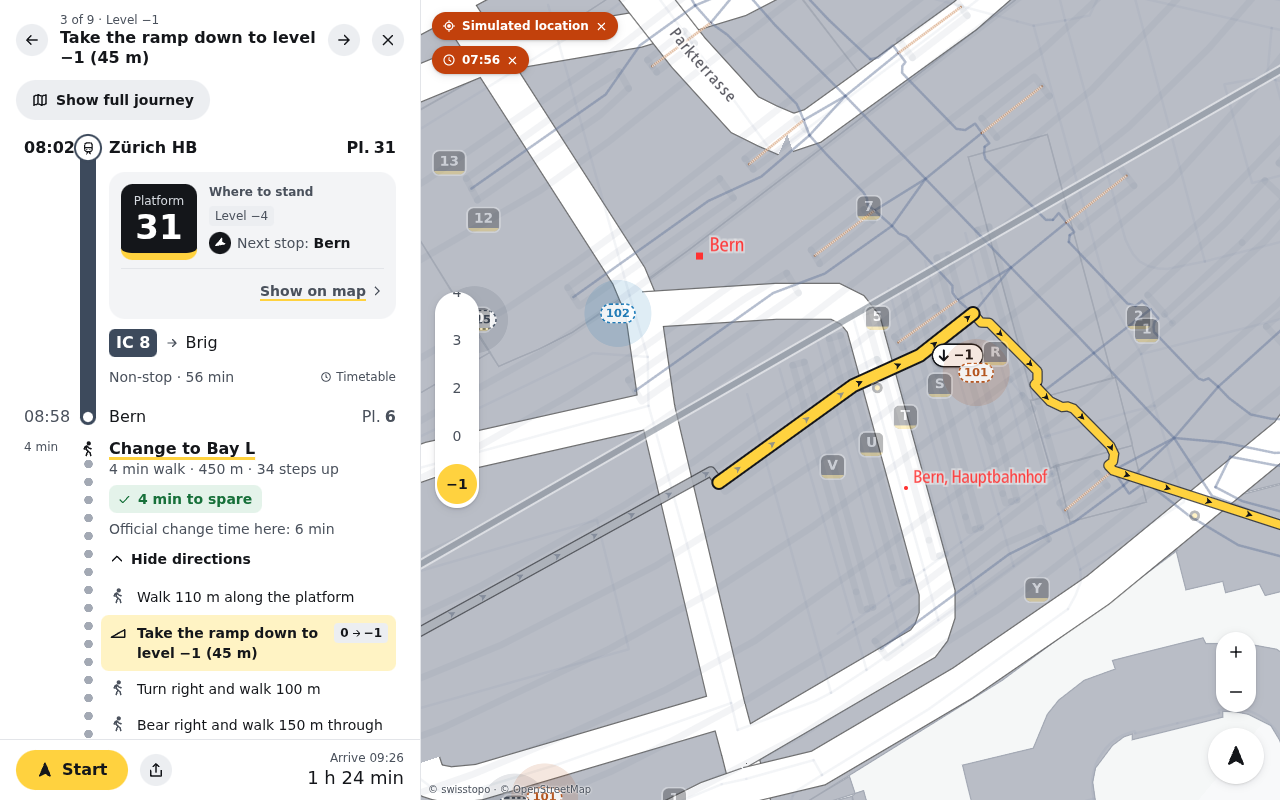 3 of 9 · Level −1
Take the ramp down to level
−1 (45 m)
Show full journey
08:02
Zürich HB
Pl. 31
Platform
31
Where to stand
Level −4
Next stop: Bern
Show on map
IC 8
Brig
Non-stop · 56 min
Timetable
08:58
Bern
Pl. 6
4 min
Change to Bay L
4 min walk · 450 m · 34 steps up
4 min to spare
Official change time here: 6 min
Hide directions
Walk 110 m along the platform
Take the ramp down to
level −1 (45 m)
0 → −1
Turn right and walk 100 m
Bear right and walk 150 m through
Start
Arrive 09:26
1 h 24 min
Simulated location
07:56
Parkterrasse
13
12
7
Bern
102
15
5
2
1
−1
R
101
S
T
U
V
Bern, Hauptbahnhof
Y
4
3
2
0
−1
101
© swisstopo · © OpenStreetMap